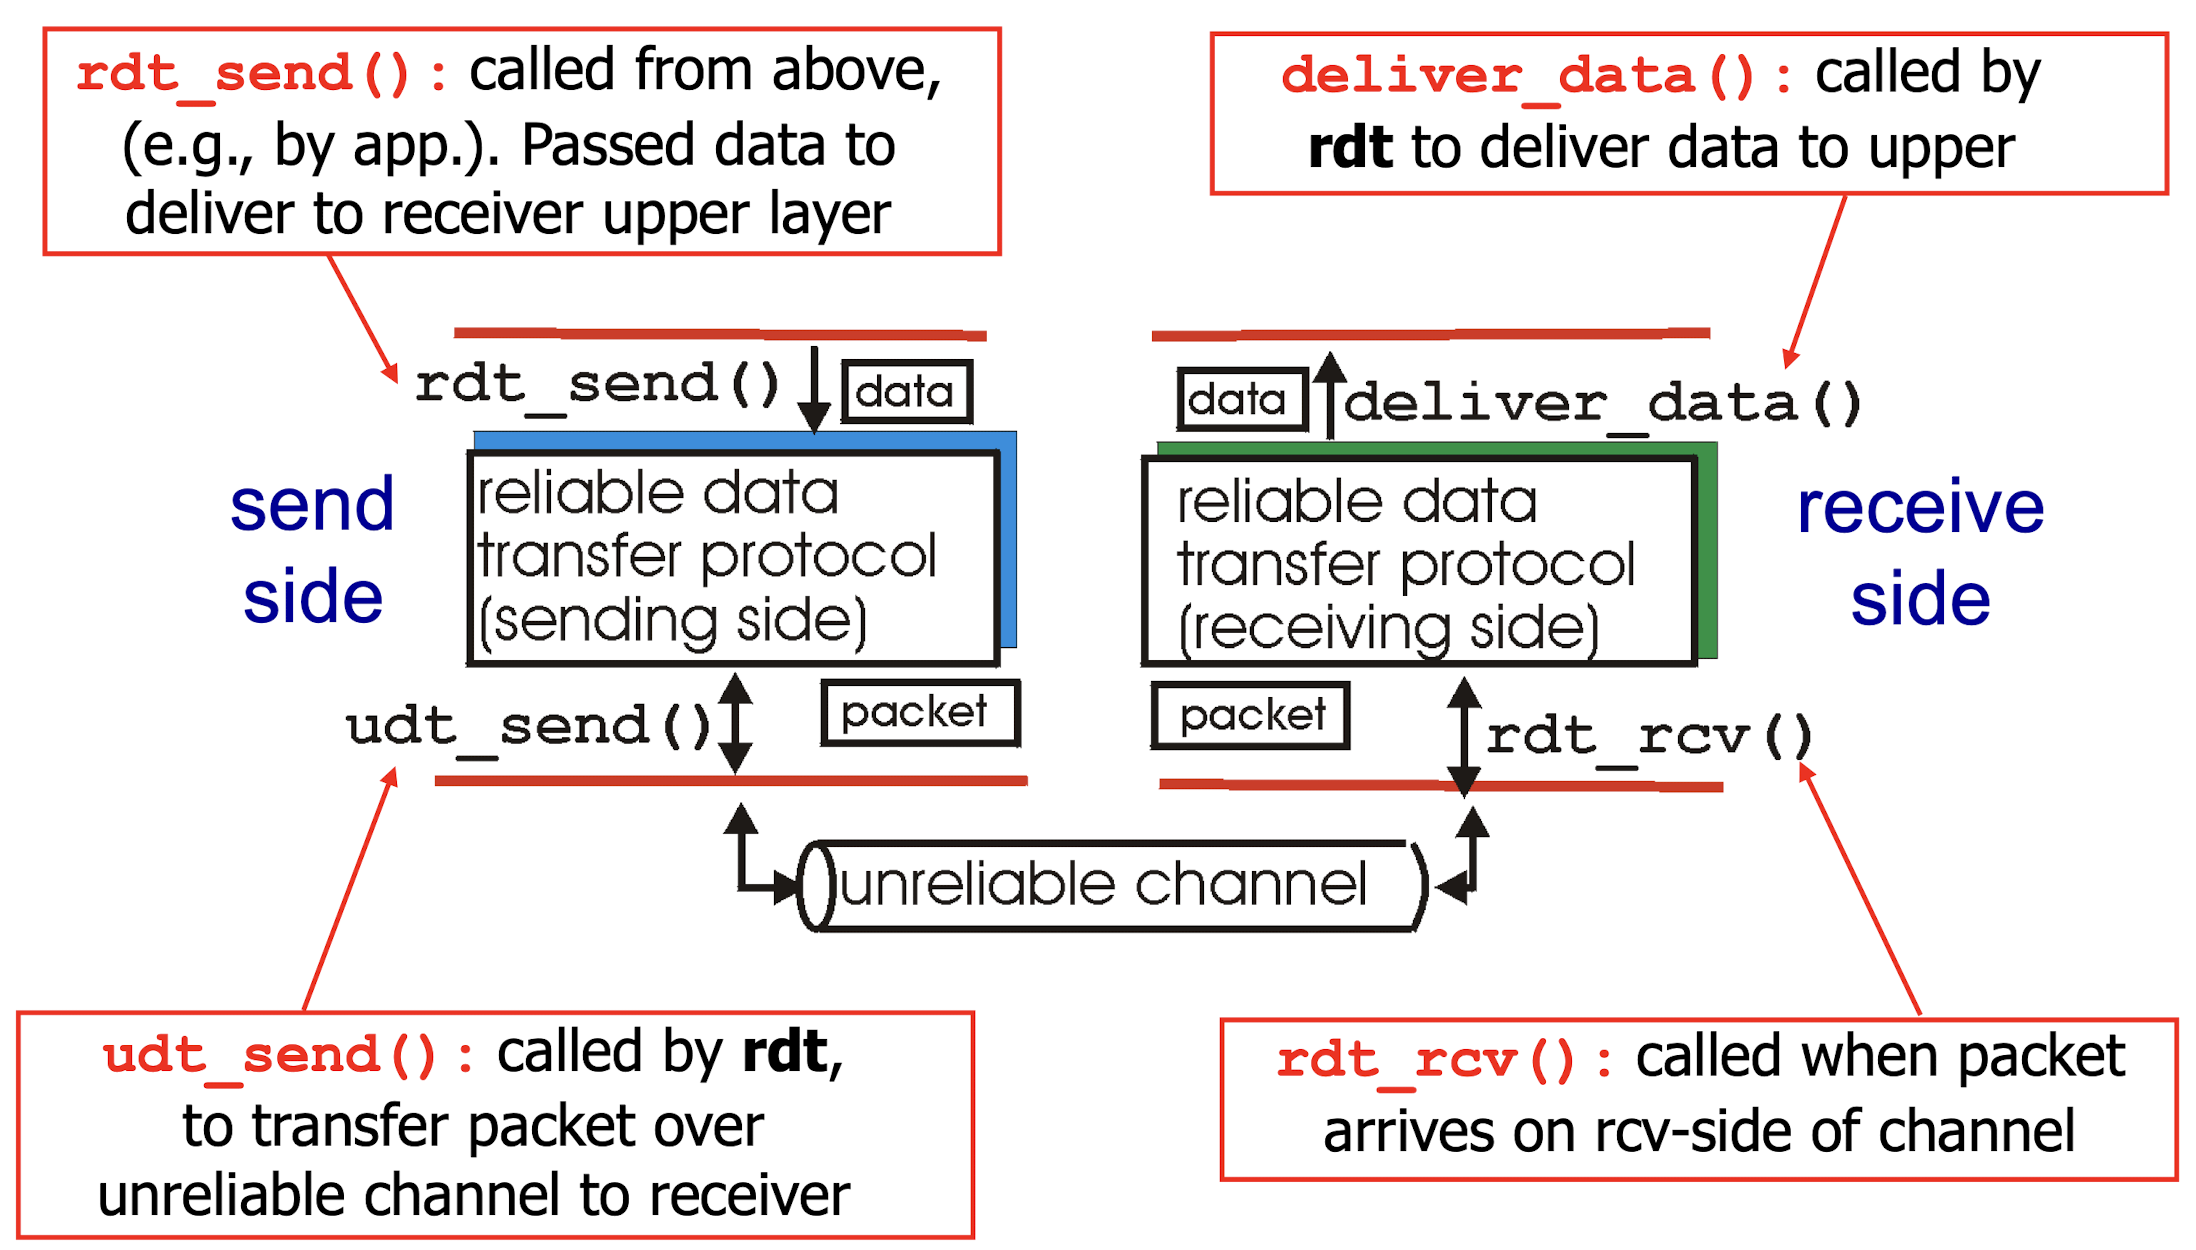 rdt_send(): called from above,
(e.g., by app.). Passed data to
deliver to receiver upper layer
deliver_data(): called by
rdt to deliver data to upper
rdt_send()
data
data
deliver_data()
send
side
reliable data
transfer protocol
(sending side)
reliable data
transfer protocol
(receiving side)
receive
side
udt_send()
packet
packet
rdt_rcv()
unreliable channel
udt_send(): called by rdt,
to transfer packet over
unreliable channel to receiver
rdt_rcv(): called when packet
arrives on rcv-side of channel